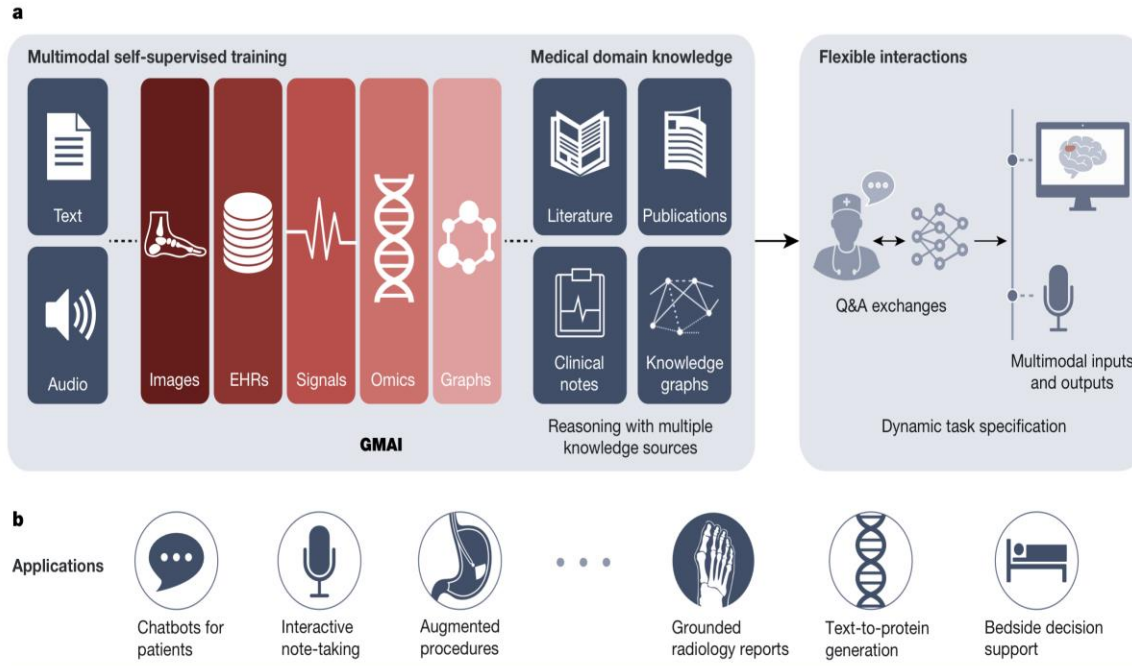 a
Multimodal self-supervised training
Medical domain knowledge
Flexible interactions
Text
Audio
Images
EHRs
Signals
Omics
Graphs
Literature
Publications
Clinical
notes
Knowledge
graphs
Reasoning with multiple
knowledge sources
GMAI
Q&A exchanges
Multimodal inputs
and outputs
Dynamic task specification
b
Applications
Chatbots for
patients
Interactive
note-taking
Augmented
procedures
Grounded
radiology reports
Text-to-protein
generation
Bedside decision
support